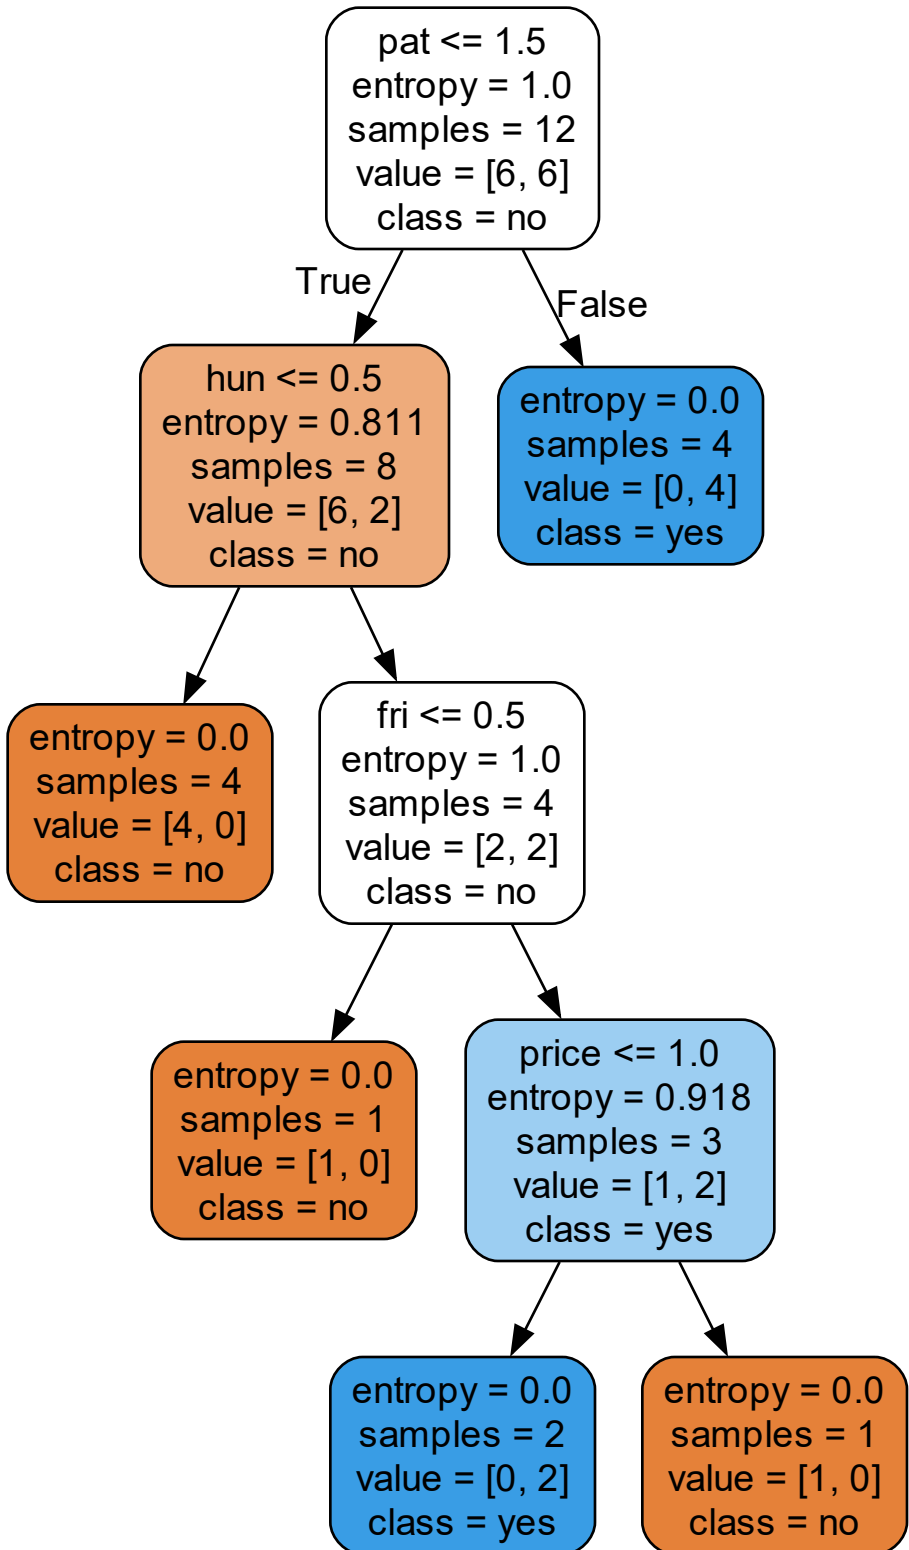 pat <= 1.5
entropy = 1.0
samples = 12
value = [6, 6]
class = no
True
False
hun <= 0.5
entropy = 0.811
samples = 8
value = [6, 2]
class = no
entropy = 0.0
samples = 4
value = [0, 4]
class = yes
entropy = 0.0
samples = 4
value = [4, 0]
class = no
fri <= 0.5
entropy = 1.0
samples = 4
value = [2, 2]
class = no
entropy = 0.0
samples = 1
value = [1, 0]
class = no
price <= 1.0
entropy = 0.918
samples = 3
value = [1, 2]
class = yes
entropy = 0.0
samples = 2
value = [0, 2]
class = yes
entropy = 0.0
samples = 1
value = [1, 0]
class = no